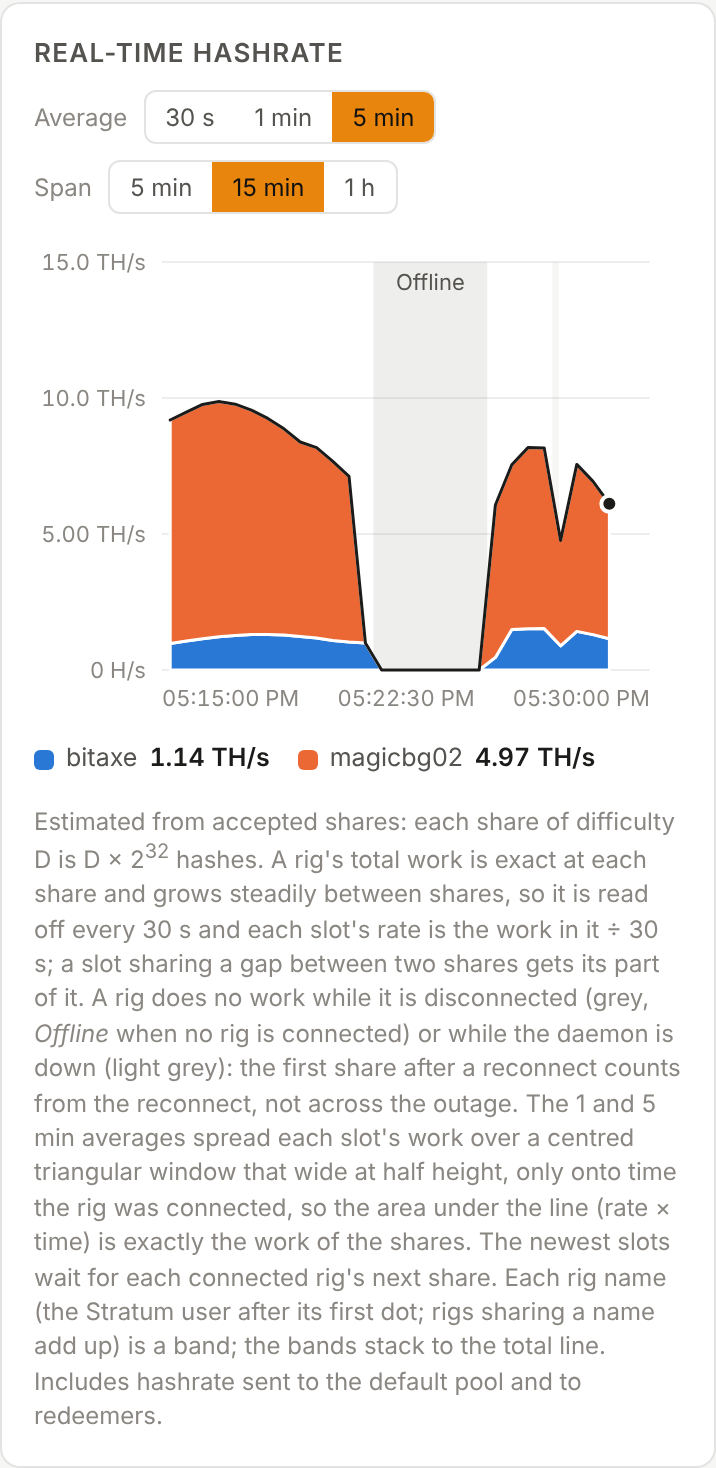 REAL-TIME HASHRATE
Average 30 s 1 min 5 min
Span 5 min 15 min 1 h
15.0 TH/s
Offline
10.0 TH/s
5.00 TH/s
0 H/s
05:15:00 PM 05:22:30 PM 05:30:00 PM
bitaxe 1.14 TH/s magicbg02 4.97 TH/s
Estimated from accepted shares: each share of difficulty
D is D × 2³² hashes. A rig's total work is exact at each
share and grows steadily between shares, so it is read
off every 30 s and each slot's rate is the work in it ÷ 30
s; a slot sharing a gap between two shares gets its part
of it. A rig does no work while it is disconnected (grey,
Offline when no rig is connected) or while the daemon is
down (light grey): the first share after a reconnect counts
from the reconnect, not across the outage. The 1 and 5
min averages spread each slot's work over a centred
triangular window that wide at half height, only onto time
the rig was connected, so the area under the line (rate ×
time) is exactly the work of the shares. The newest slots
wait for each connected rig's next share. Each rig name
(the Stratum user after its first dot; rigs sharing a name
add up) is a band; the bands stack to the total line.
Includes hashrate sent to the default pool and to
redeemers.